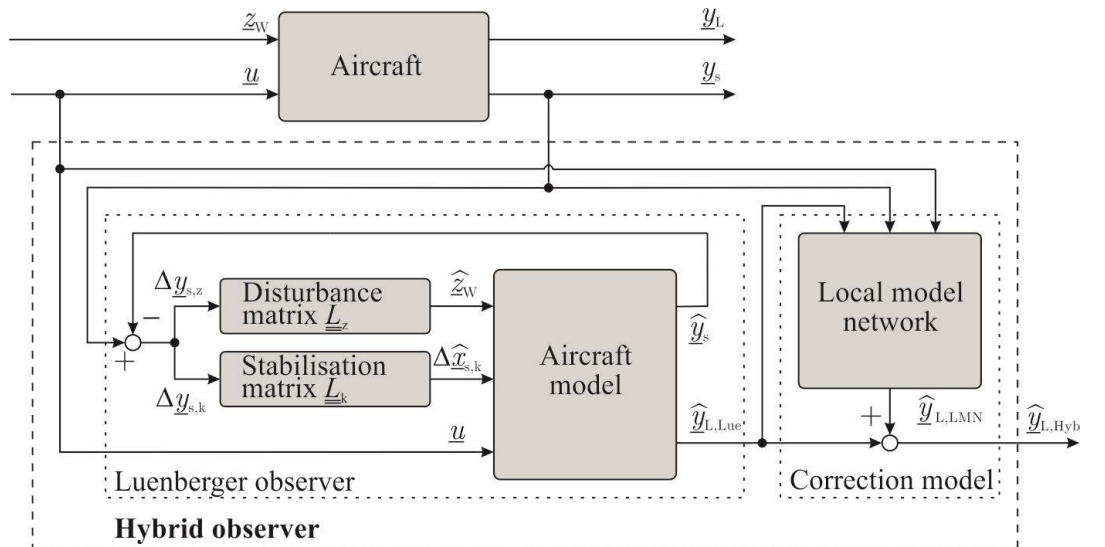 z_W
y_L
Aircraft
u
y_s
Δy_s,z
Disturbance
matrix L_z
ẑ_W
Local model
network
−
+
Aircraft
model
ŷ_s
Stabilisation
matrix L_k
Δx̂_s,k
Δy_s,k
ŷ_L,Lue
+
ŷ_L,LMN
ŷ_L,Hyb
u
Luenberger observer
Correction model
Hybrid observer